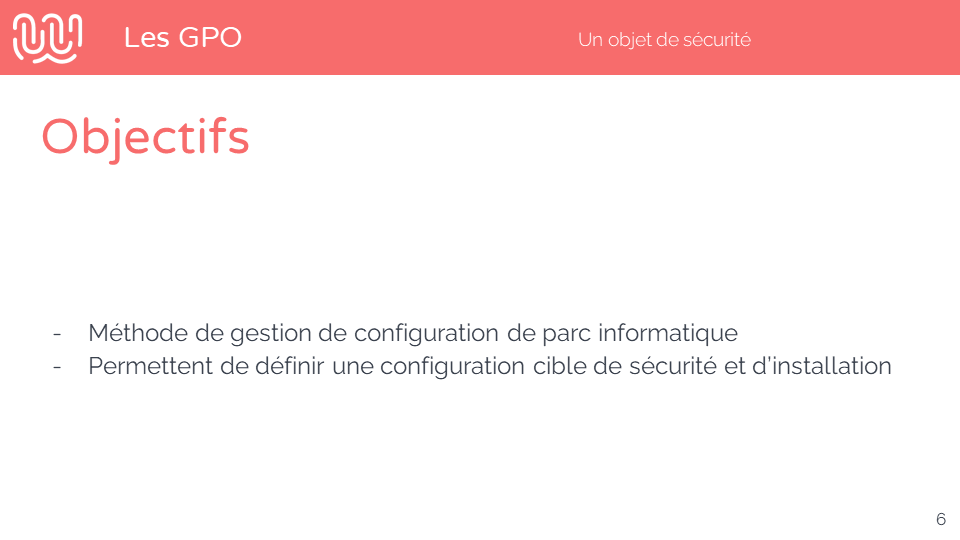 Les GPO
Un objet de sécurité
Objectifs
- Méthode de gestion de configuration de parc informatique
- Permettent de définir une configuration cible de sécurité et d'installation
6